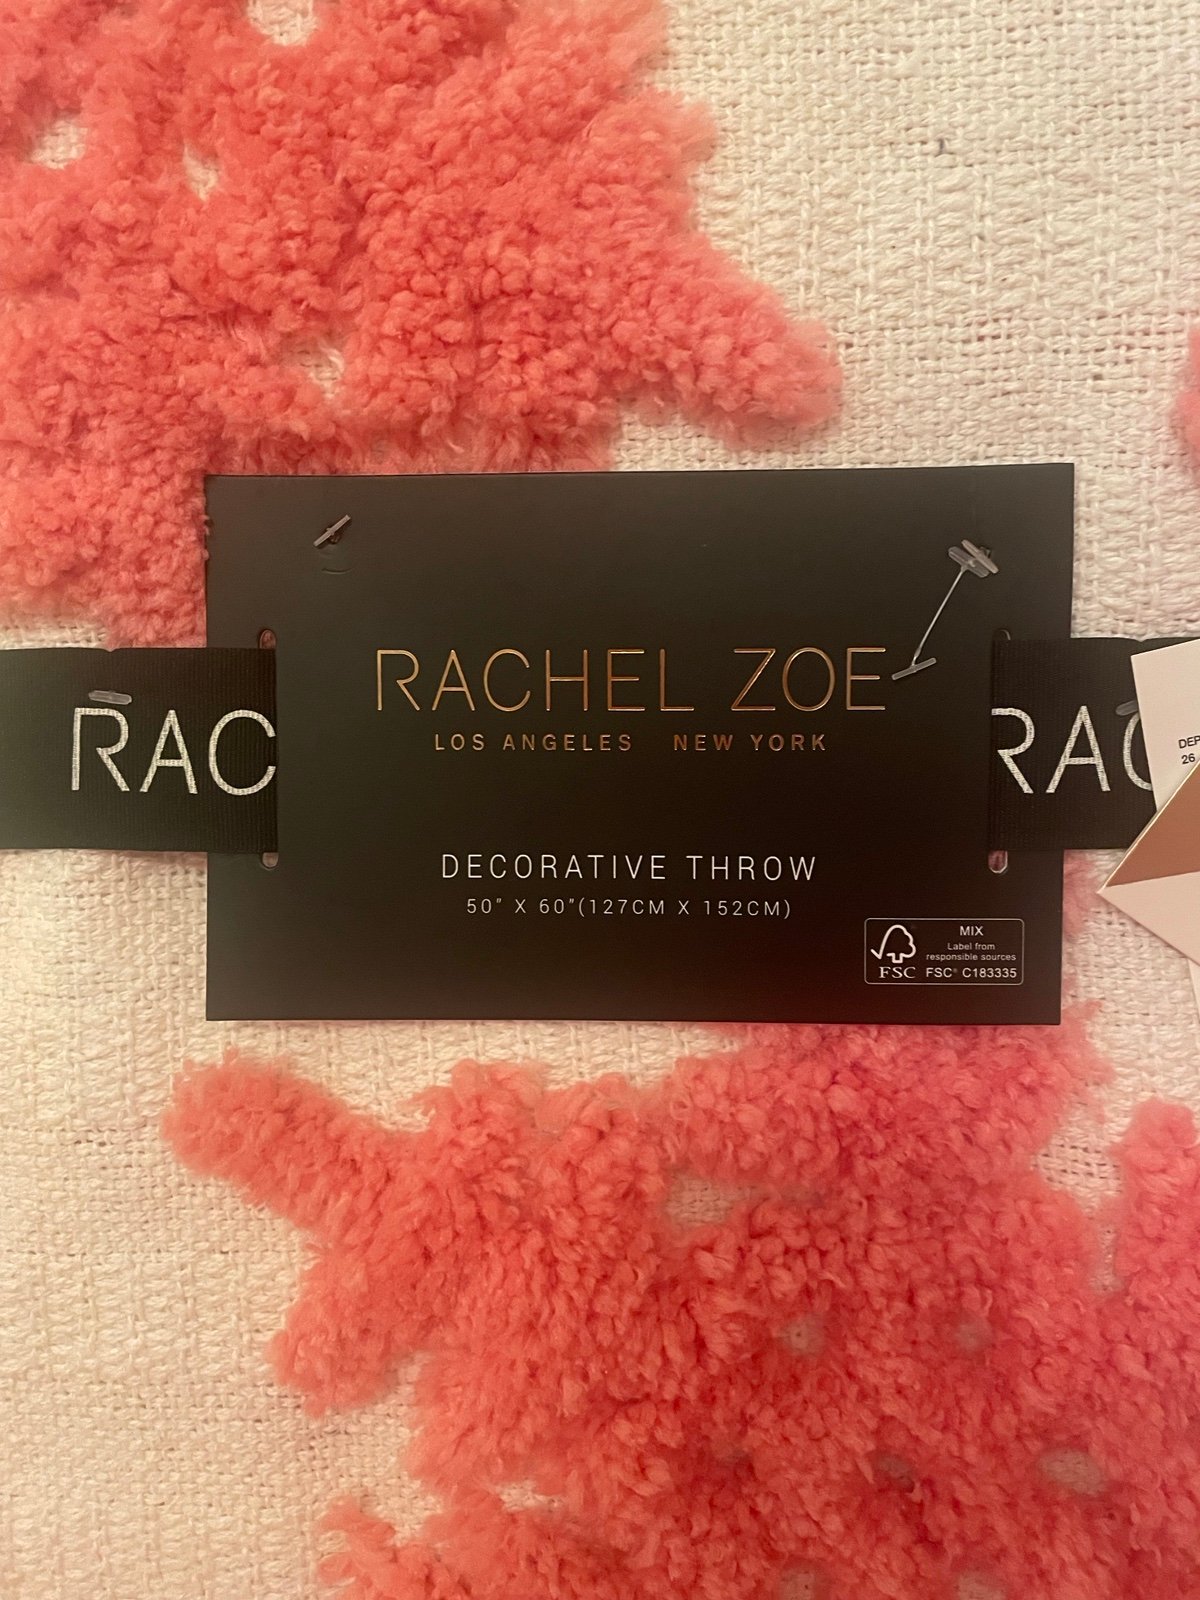 RACHEL ZOE
LOS ANGELES NEW YORK
RAC
RAC
DEP
26
DECORATIVE THROW
50" X 60"(127CM X 152CM)
MIX
Label from
responsible sources
FSC
FSC® C183335